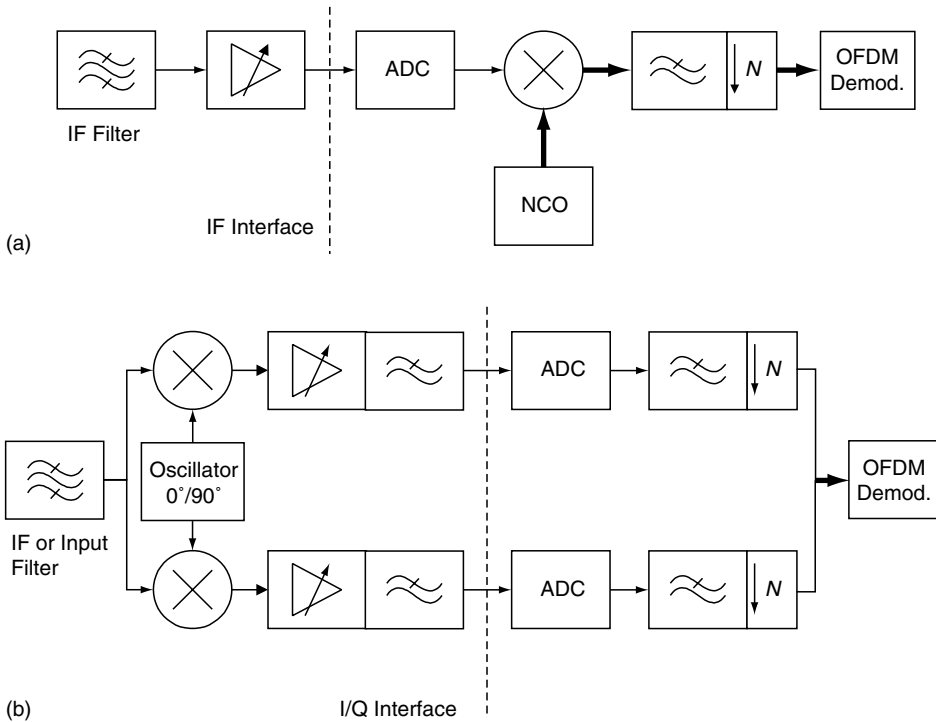 ADC
N
OFDM
Demod.
IF Filter
NCO
IF Interface
(a)
ADC
N
Oscillator
0°/90°
OFDM
Demod.
IF or Input
Filter
ADC
N
(b)
I/Q Interface